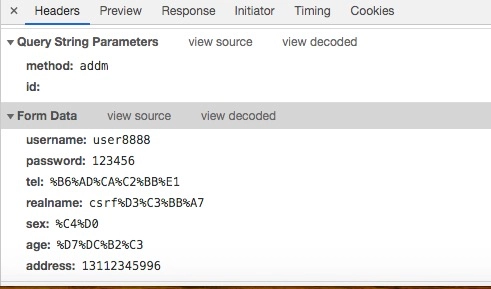 × Headers Preview Response Initiator Timing Cookies
▼ Query String Parameters view source view decoded
method: addm
id:
▼ Form Data view source view decoded
username: user8888
password: 123456
tel: %B6%AD%CA%C2%BB%E1
realname: csrf%D3%C3%BB%A7
sex: %C4%D0
age: %D7%DC%B2%C3
address: 13112345996